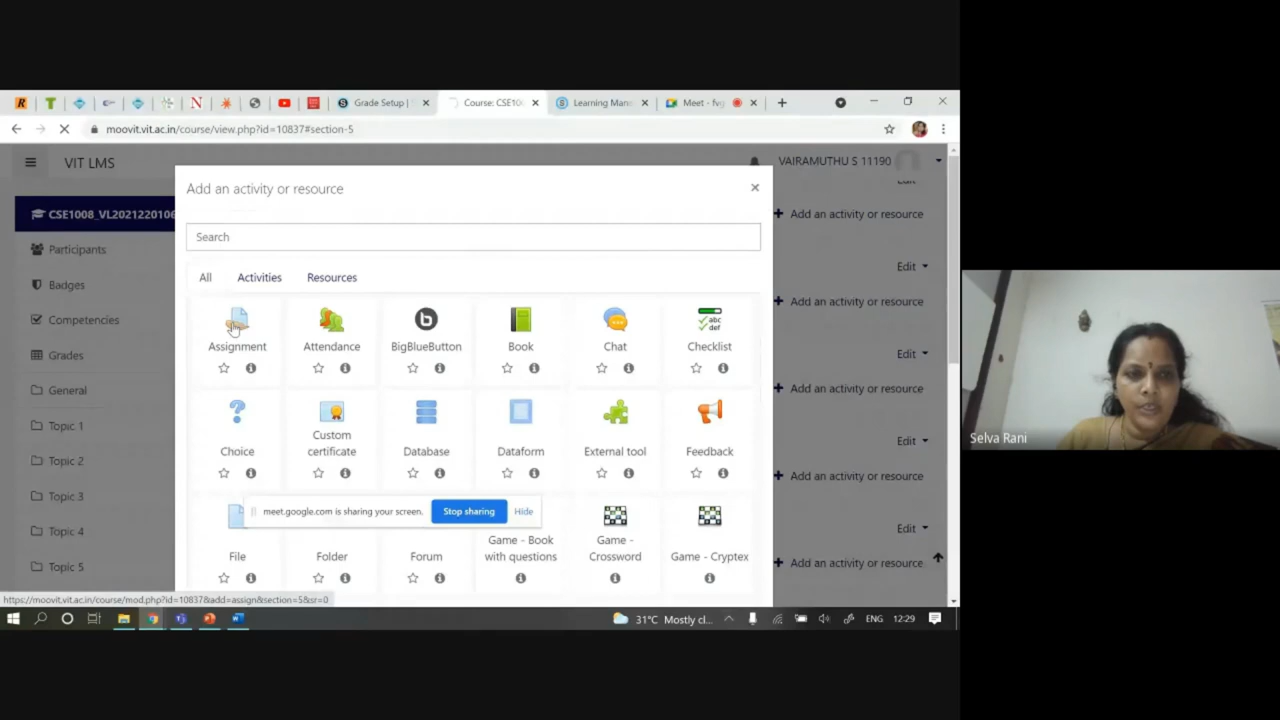 Grade Setup |
Course: CSE10
Learning Man
Meet - fvg
moovit.vit.ac.in/course/view.php?id=10837#section-5
VIT LMS
VAIRAMUTHU S 11190
Add an activity or resource
CSE1008_VL2021220106
Add an activity or resource
Participants
Search
Badges
Edit
All Activities Resources
Add an activity or resource
Competencies
Assignment
Attendance
BigBlueButton
Book
Chat
Checklist
Grades
Edit
General
Add an activity or resource
Topic 1
Choice
Custom certificate
Database
Dataform
External tool
Feedback
Edit
Topic 2
Add an activity or resource
Topic 3
meet.google.com is sharing your screen.
Stop sharing
Hide
Topic 4
Edit
File
Folder
Forum
Game - Book with questions
Game - Crossword
Game - Cryptex
Topic 5
Add an activity or resource
https://moovit.vit.ac.in/course/mod.php?id=10837&add=assign&section=5&sr=0
31°C Mostly cl...
ENG
12:29
Selva Rani